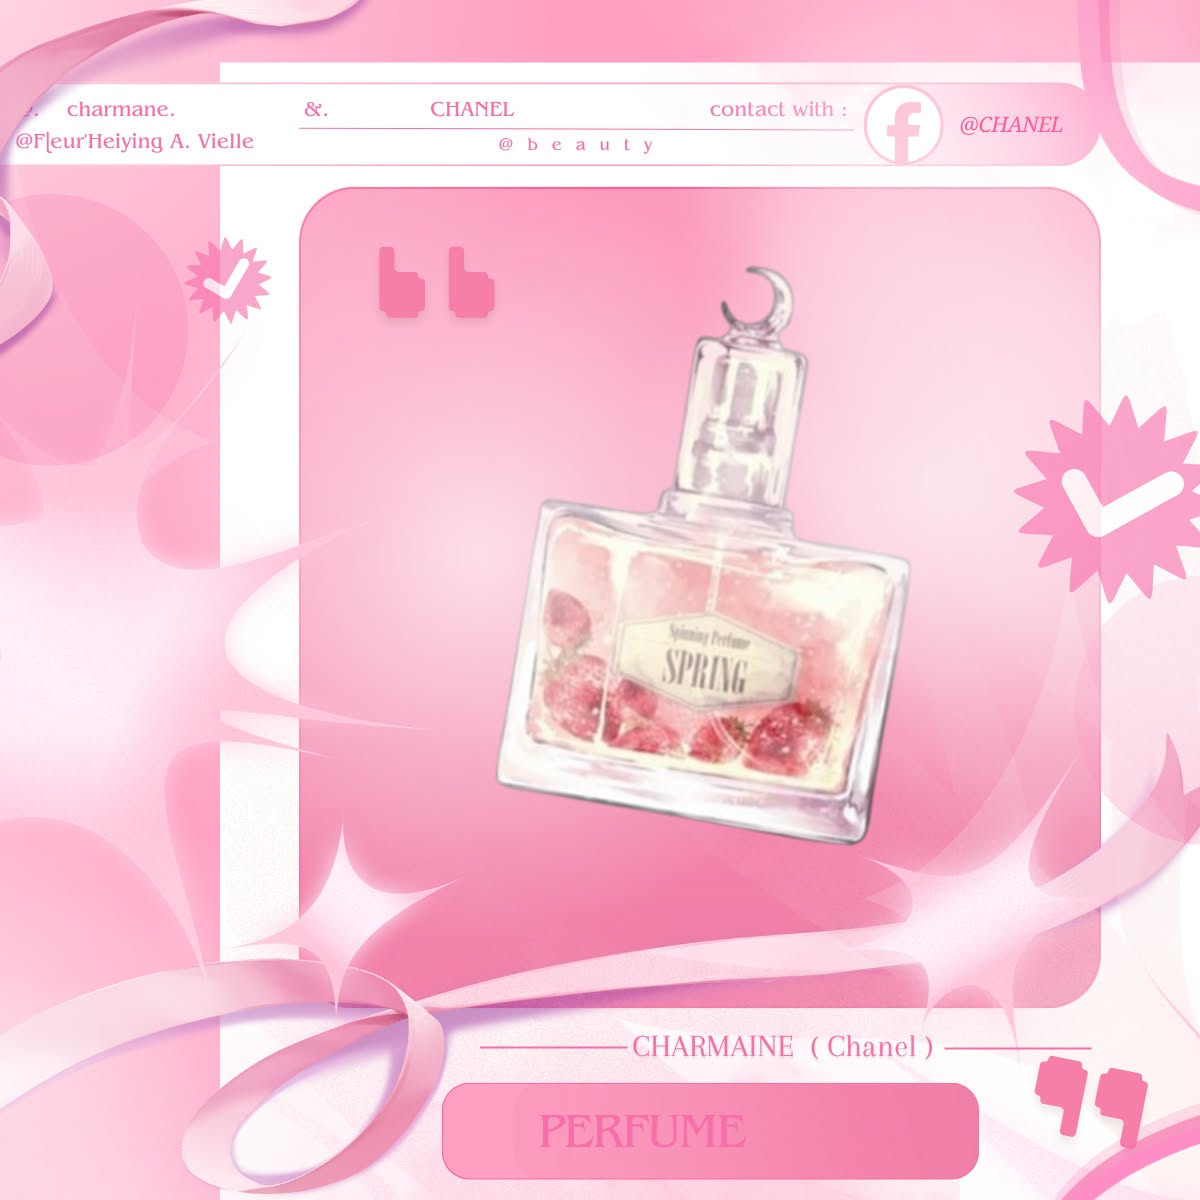 charmane.
&.
CHANEL
contact with :
@CHANEL
@Fleur'Heiying A. Vielle
@ b e a u t y
Spinning Perfume
SPRING
CHARMAINE ( Chanel )
PERFUME